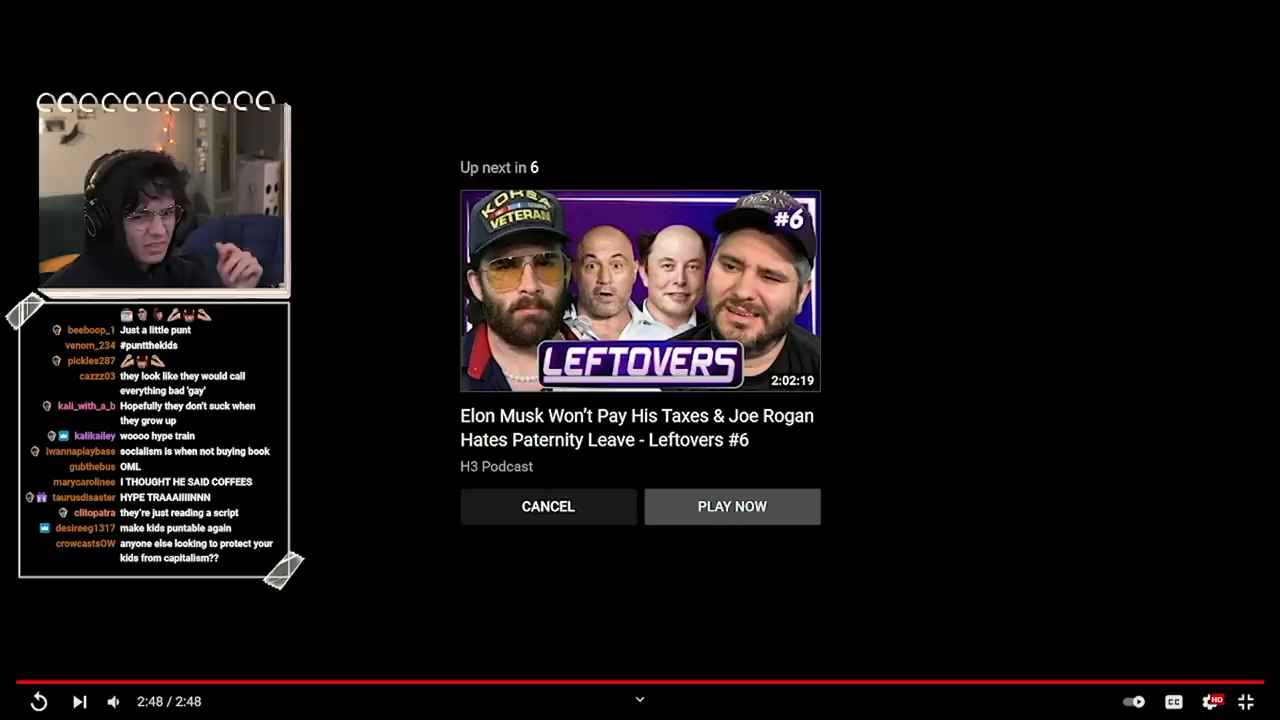 Up next in 6
KOREA
VETERAN
#6
LEFTOVERS
2:02:19
Elon Musk Won't Pay His Taxes & Joe Rogan
Hates Paternity Leave - Leftovers #6
H3 Podcast
CANCEL
PLAY NOW
beeboop_1 Just a little punt
venom_234 #puntthekids
pickles287
cazzz03 they look like they would call
everything bad 'gay'
kali_with_a_b Hopefully they don't suck when
they grow up
kalikailey woooo hype train
iwannaplaybass socialism is when not buying book
gubthebus OML
marycarolinee I THOUGHT HE SAID COFFEES
taurusdisaster HYPE TRAAAIIIINNN
clitopatra they're just reading a script
desireeg1317 make kids puntable again
crowcastsOW anyone else looking to protect your
kids from capitalism??
2:48 / 2:48
CC
HD